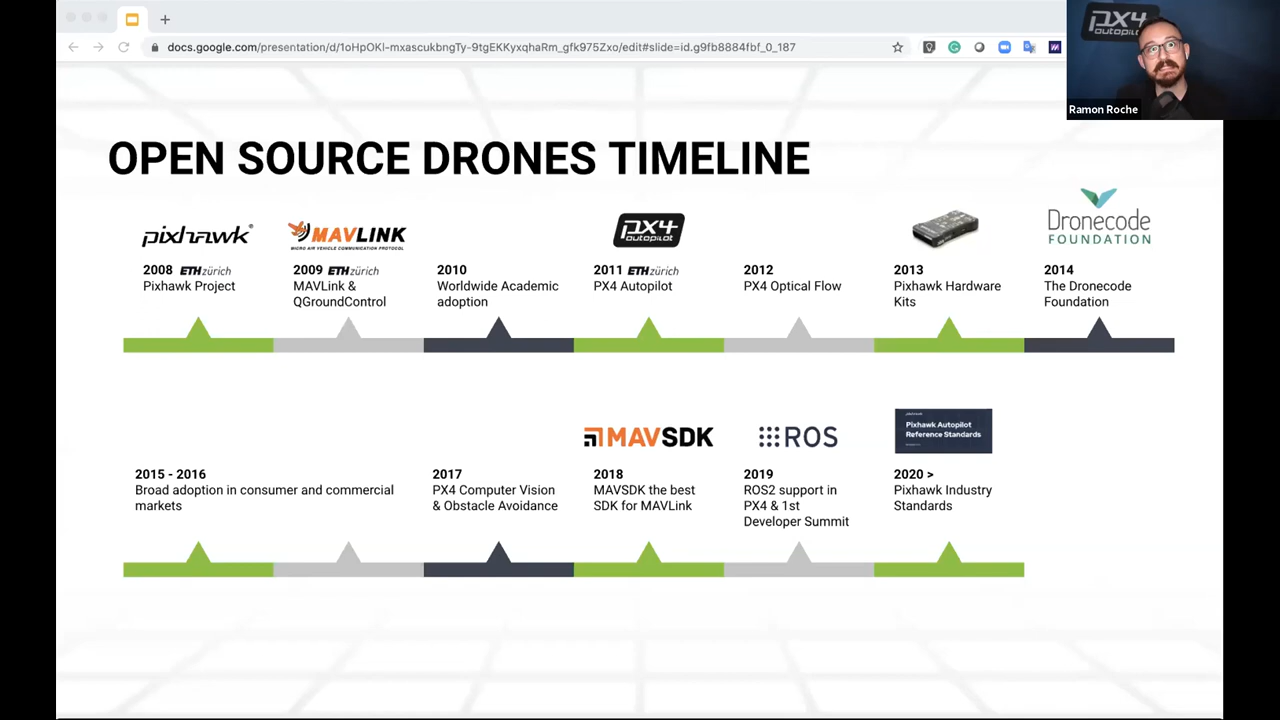 docs.google.com/presentation/d/1oHpOKl-mxascukbngTy-9tgEKKyxqhaRm_gfk975Zxo/edit#slide=id.g9fb8884fbf_0_187
px4
autopilot
Ramon Roche
OPEN SOURCE DRONES TIMELINE
pixhawk
MAVLINK
MICRO AIR VEHICLE COMMUNICATION PROTOCOL
px4
autopilot
Dronecode
FOUNDATION
2008 ETH zürich
Pixhawk Project
2009 ETH zürich
MAVLink &
QGroundControl
2010
Worldwide Academic
adoption
2011 ETH zürich
PX4 Autopilot
2012
PX4 Optical Flow
2013
Pixhawk Hardware
Kits
2014
The Dronecode
Foundation
MAVSDK
ROS
Pixhawk Autopilot
Reference Standards
2015 - 2016
Broad adoption in consumer and commercial
markets
2017
PX4 Computer Vision
& Obstacle Avoidance
2018
MAVSDK the best
SDK for MAVLink
2019
ROS2 support in
PX4 & 1st
Developer Summit
2020 >
Pixhawk Industry
Standards